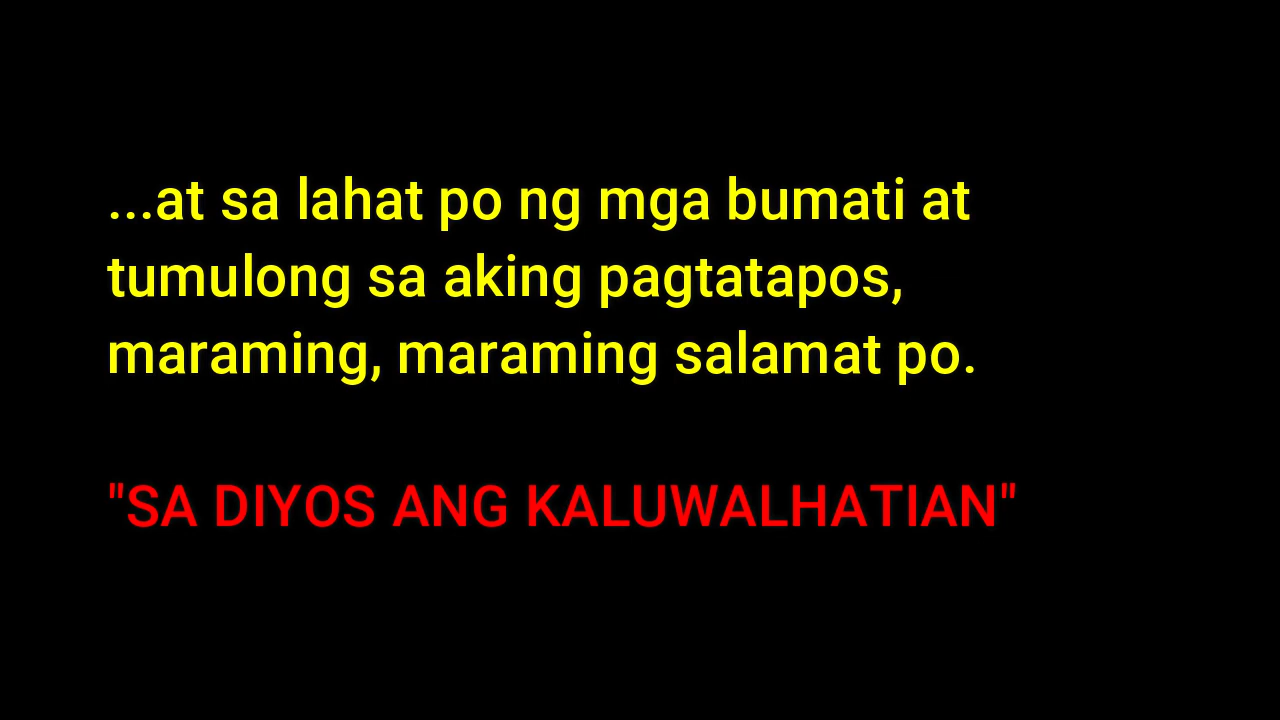 ...at sa lahat po ng mga bumati at
tumulong sa aking pagtatapos,
maraming, maraming salamat po.
"SA DIYOS ANG KALUWALHATIAN"